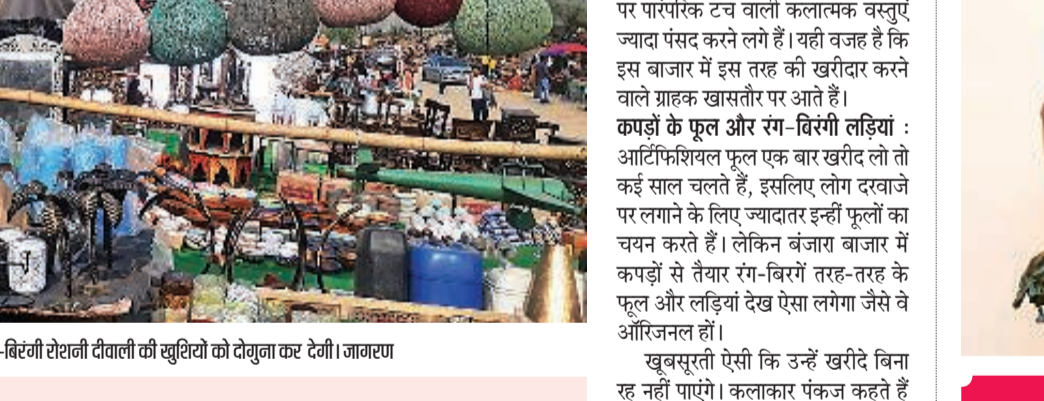 पर पारंपरिक टच वाली कलात्मक वस्तुएं
ज्यादा पंसद करने लगे हैं। यही वजह है कि
इस बाजार में इस तरह की खरीदार करने
वाले ग्राहक खासतौर पर आते हैं।
कपड़ों के फूल और रंग-बिरंगी लड़ियां :
आर्टिफिशियल फूल एक बार खरीद लो तो
कई साल चलते हैं, इसलिए लोग दरवाजे
पर लगाने के लिए ज्यादातर इन्हीं फूलों का
चयन करते हैं। लेकिन बंजारा बाजार में
कपड़ों से तैयार रंग-बिरगें तरह-तरह के
फूल और लड़ियां देख ऐसा लगेगा जैसे वे
ऑरिजनल हों।
खूबसूरती ऐसी कि उन्हें खरीदे बिना
रह नहीं पाएंगे। कलाकार पंकज कहते हैं
-बिरंगी रोशनी दीवाली की खुशियों को दोगुना कर देगी। जागरण